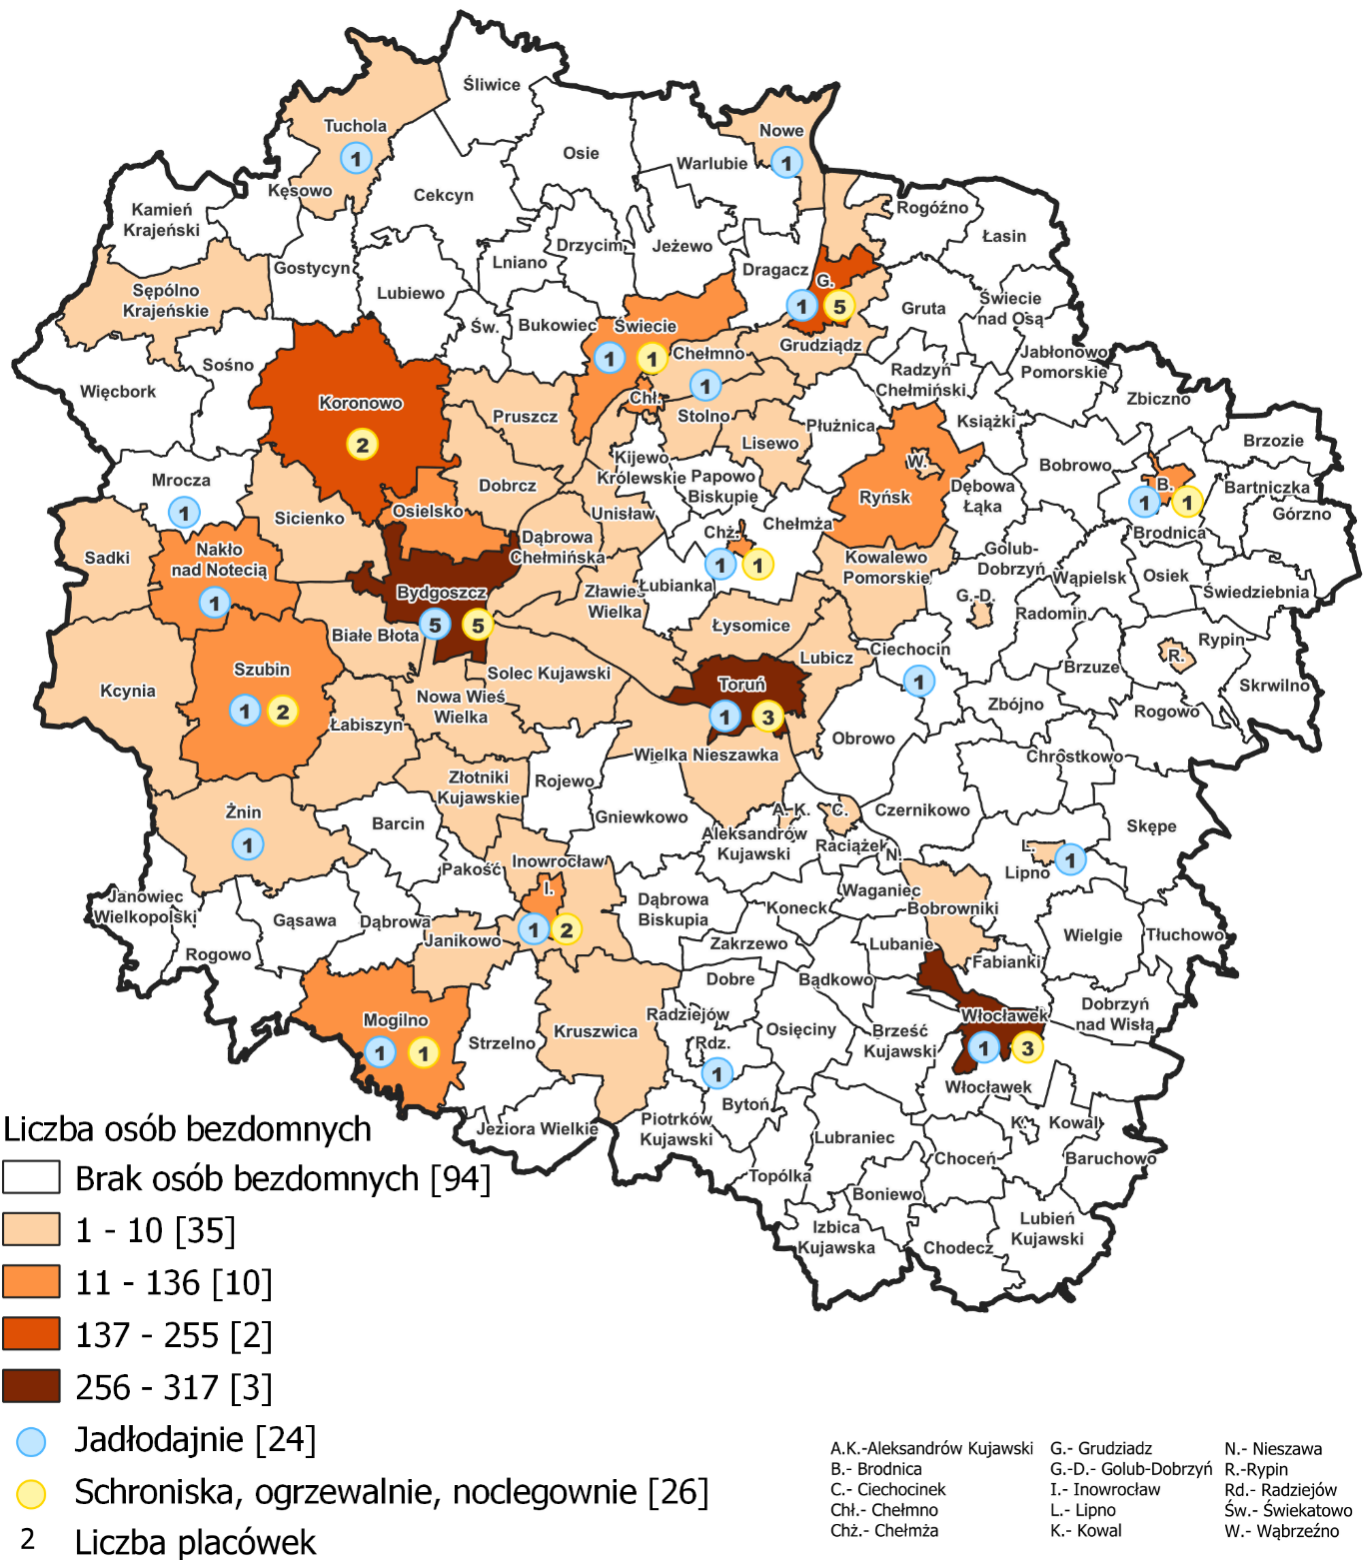 Śliwice
Tuchola
1
Nowe
1
Osie
Warlubie
Kęsowo
Cekcyn
Kamień
Krajeński
Rogóźno
Łasin
Drzycim
Jeżewo
Lniano
Gostycyn
Dragacz
G.
1 5
Sępólno
Krajeńskie
Lubiewo
Św.
Bukowiec
Świecie
1 1
Gruta
Świecie
nad Osą
Grudziądz
Chełmno
1
Jabłonowo
Pomorskie
Radzyń
Chełmiński
Sośno
Więcbork
Koronowo
2
Chł.
Stolno
Pruszcz
Zbiczno
Płużnica
Książki
Lisewo
Brzozie
Kijewo
Królewskie
Papowo
Biskupie
W.
Bobrowo
Mrocza
1
Dobrcz
Ryńsk
Dębowa
Łąka
B.
1 1
Bartniczka
Górzno
Brodnica
Sicienko
Osielsko
Unisław
Chż.
1 1
Chełmża
Dąbrowa
Chełmińska
Sadki
Nakło
nad Notecią
1
Kowalewo
Pomorskie
Golub-
Dobrzyń
Wąpielsk
Osiek
Świedziebnia
Bydgoszcz
5 5
Zławieś
Wielka
Łubianka
G.-D.
Radomin
Łysomice
Białe Błota
Rypin
R.
Ciechocin
1
Lubicz
Brzuze
Szubin
1 2
Solec Kujawski
Toruń
1 3
Skrwilno
Kcynia
Nowa Wieś
Wielka
Zbójno
Rogowo
Łabiszyn
Obrowo
Wielka Nieszawka
Chrostkowo
Złotniki
Kujawskie
Rojewo
Żnin
1
Barcin
Gniewkowo
A. K.
C.
Czernikowo
Aleksandrów
Kujawski
Raciążek
N.
Skępe
L.
1
Lipno
Pakość
Inowrocław
I.
1 2
Janowiec
Wielkopolski
Gąsawa
Dąbrowa
Janikowo
Dąbrowa
Biskupia
Koneck
Waganiec
Bobrowniki
Rogowo
Zakrzewo
Lubanie
Fabianki
Wielgie
Tłuchowo
Dobre
Bądkowo
Mogilno
1 1
Strzelno
Kruszwica
Radziejów
Rdz.
1
Osięciny
Brześć
Kujawski
Włocławek
1 3
Dobrzyń
nad Wisłą
Włocławek
Bytoń
Piotrków
Kujawski
Jeziora Wielkie
Lubraniec
K.
Kowal
Choceń
Baruchowo
Topólka
Boniewo
Izbica
Kujawska
Chodecz
Lubień
Kujawski
Liczba osób bezdomnych
Brak osób bezdomnych [94]
1 - 10 [35]
11 - 136 [10]
137 - 255 [2]
256 - 317 [3]
Jadłodajnie [24]
Schroniska, ogrzewalnie, noclegownie [26]
2 Liczba placówek
A.K.-Aleksandrów Kujawski
B.- Brodnica
C.- Ciechocinek
Chł.- Chełmno
Chż.- Chełmża
G.- Grudziadz
G.-D.- Golub-Dobrzyń
I.- Inowrocław
L.- Lipno
K.- Kowal
N.- Nieszawa
R.-Rypin
Rd.- Radziejów
Św.- Świekatowo
W.- Wąbrzeźno